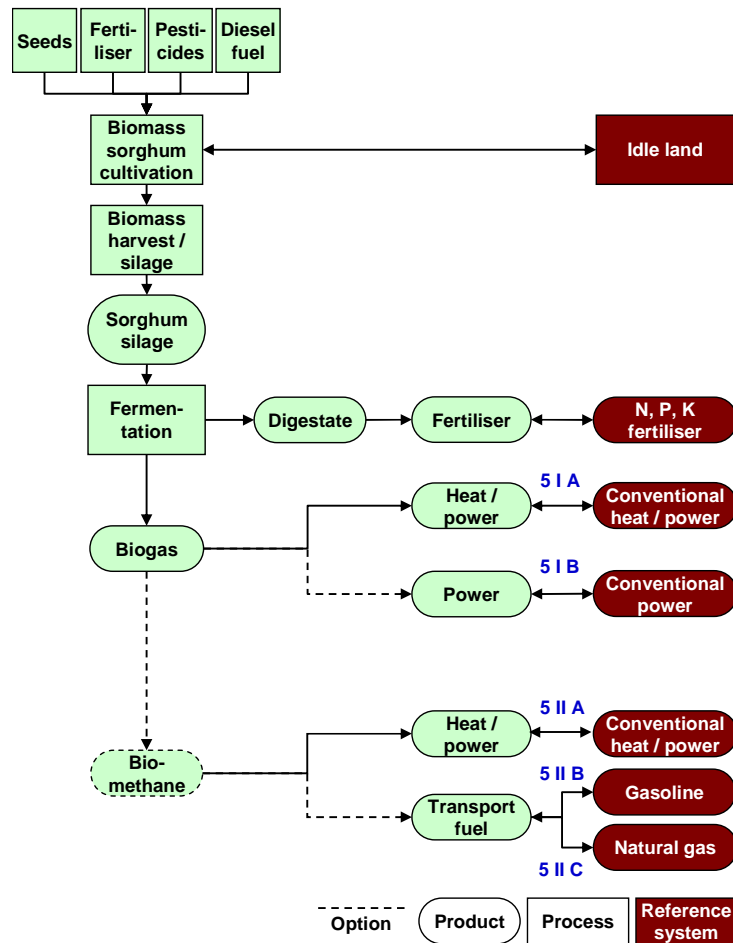 Seeds
Ferti-
liser
Pesti-
cides
Diesel
fuel
Biomass
sorghum
cultivation
Idle land
Biomass
harvest /
silage
Sorghum
silage
Fermen-
tation
Digestate
Fertiliser
N, P, K
fertiliser
5 I A
Heat /
power
Conventional
heat / power
Biogas
5 I B
Power
Conventional
power
5 II A
Heat /
power
Conventional
heat / power
Bio-
methane
5 II B
Gasoline
Transport
fuel
Natural gas
5 II C
Option
Product
Process
Reference
system